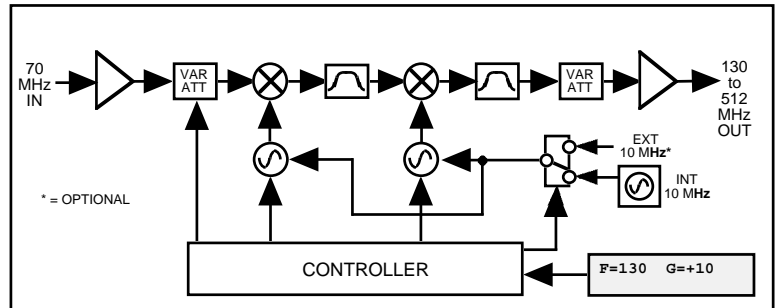 70
MHz
IN
VAR
ATT
VAR
ATT
130
to
512
MHz
OUT
EXT
10 MHz*
INT
10 MHz
* = OPTIONAL
CONTROLLER
F=130 G=+10